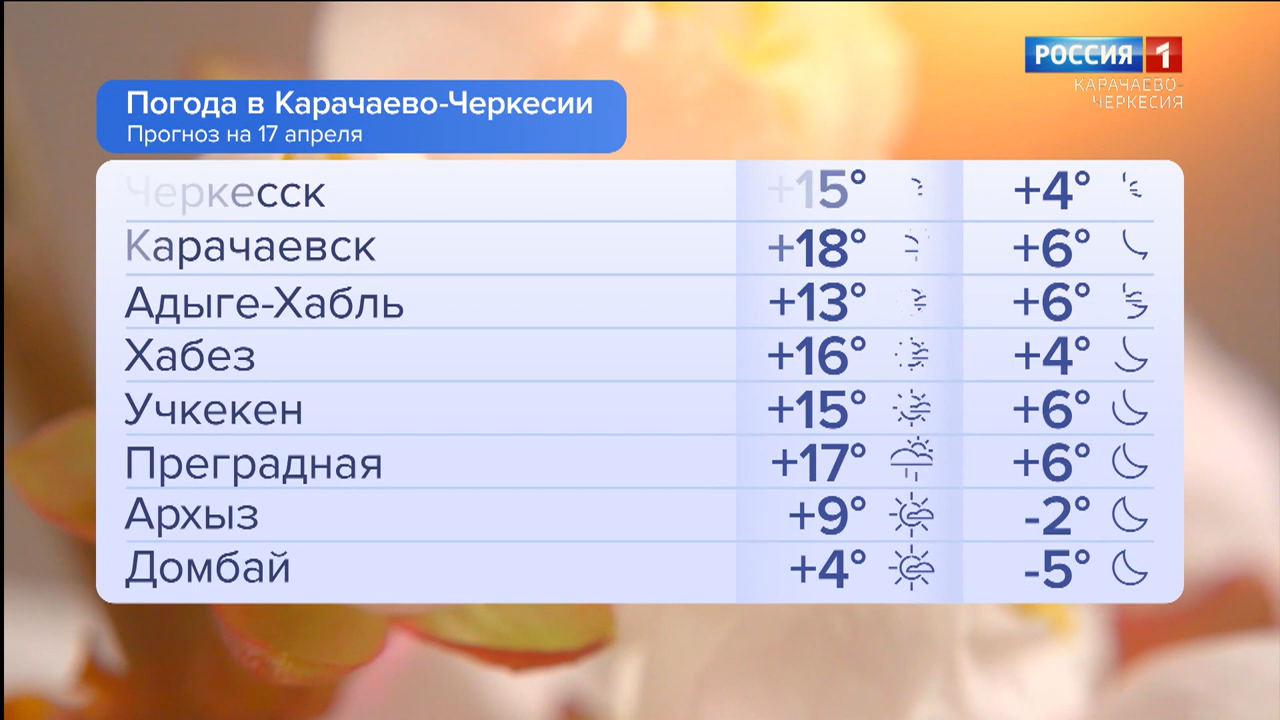 РОССИЯ 1
КАРАЧАЕВО-
ЧЕРКЕСИЯ
Погода в Карачаево-Черкесии
Прогноз на 17 апреля
Черкесск +15° +4°
Карачаевск +18° +6°
Адыге-Хабль +13° +6°
Хабез +16° +4°
Учкекен +15° +6°
Преградная +17° +6°
Архыз +9° -2°
Домбай +4° -5°